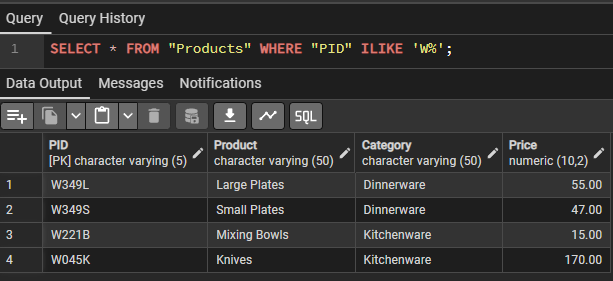 Query Query History
1 SELECT * FROM "Products" WHERE "PID" ILIKE 'W%';
Data Output Messages Notifications
SQL
PID Product Category Price
[PK] character varying (5) character varying (50) character varying (50) numeric (10,2)
1 W349L Large Plates Dinnerware 55.00
2 W349S Small Plates Dinnerware 47.00
3 W221B Mixing Bowls Kitchenware 15.00
4 W045K Knives Kitchenware 170.00